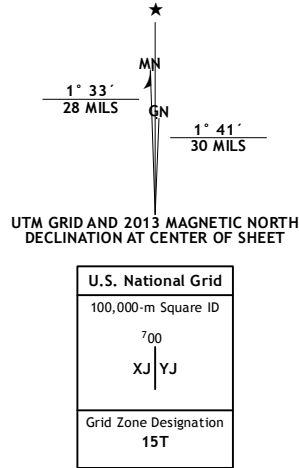 ★
MN
1° 33´
28 MILS
GN
1° 41´
30 MILS
UTM GRID AND 2013 MAGNETIC NORTH
DECLINATION AT CENTER OF SHEET
U.S. National Grid
100,000-m Square ID
⁷00
XJ YJ
Grid Zone Designation
15T